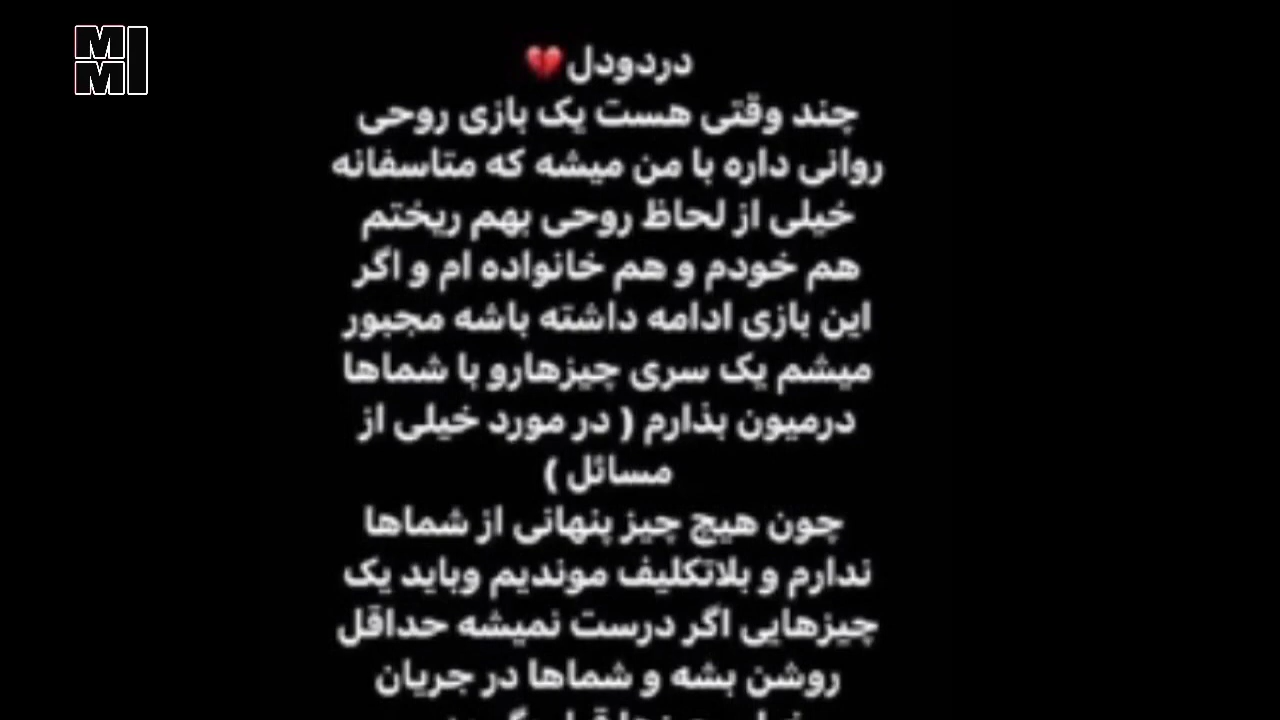 MMI
دردودل💔
چند وقتی هست یک بازی روحی
روانی داره با من میشه که متاسفانه
خیلی از لحاظ روحی بهم ریختم
هم خودم و هم خانواده ام و اگر
این بازی ادامه داشته باشه مجبور
میشم یک سری چیزهارو با شماها
درمیون بذارم ( در مورد خیلی از
مسائل )
چون هیچ چیز پنهانی از شماها
ندارم و بلاتکلیف موندیم وباید یک
چیزهایی اگر درست نمیشه حداقل
روشن بشه و شماها در جریان